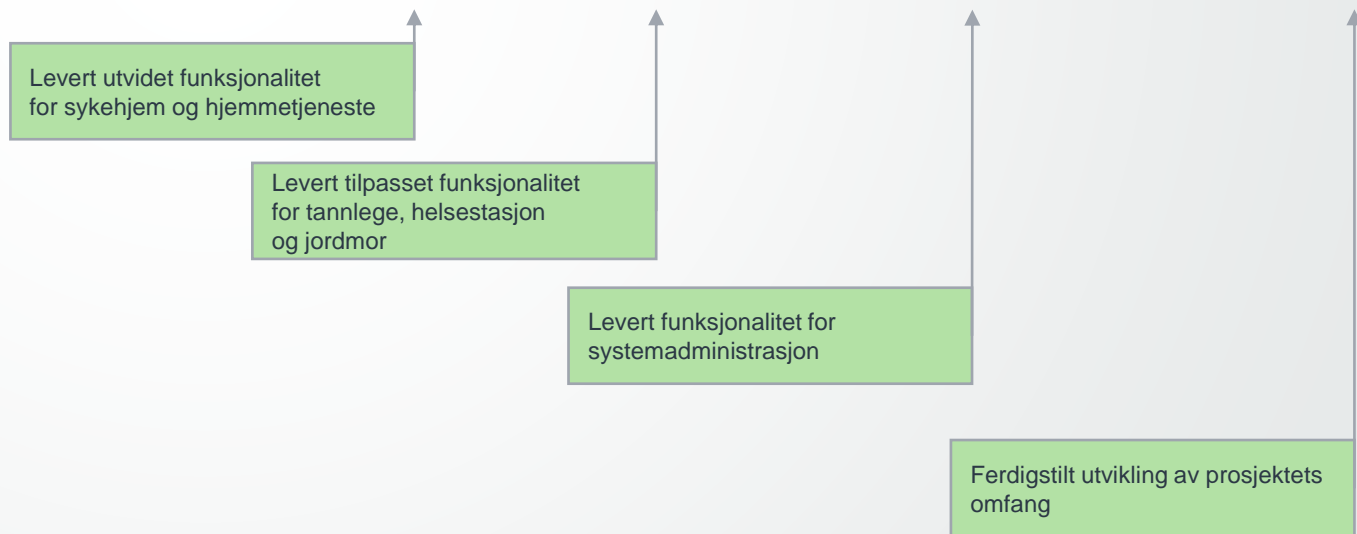 Levert utvidet funksjonalitet
for sykehjem og hjemmetjeneste
Levert tilpasset funksjonalitet
for tannlege, helsestasjon
og jordmor
Levert funksjonalitet for
systemadministrasjon
Ferdigstilt utvikling av prosjektets
omfang